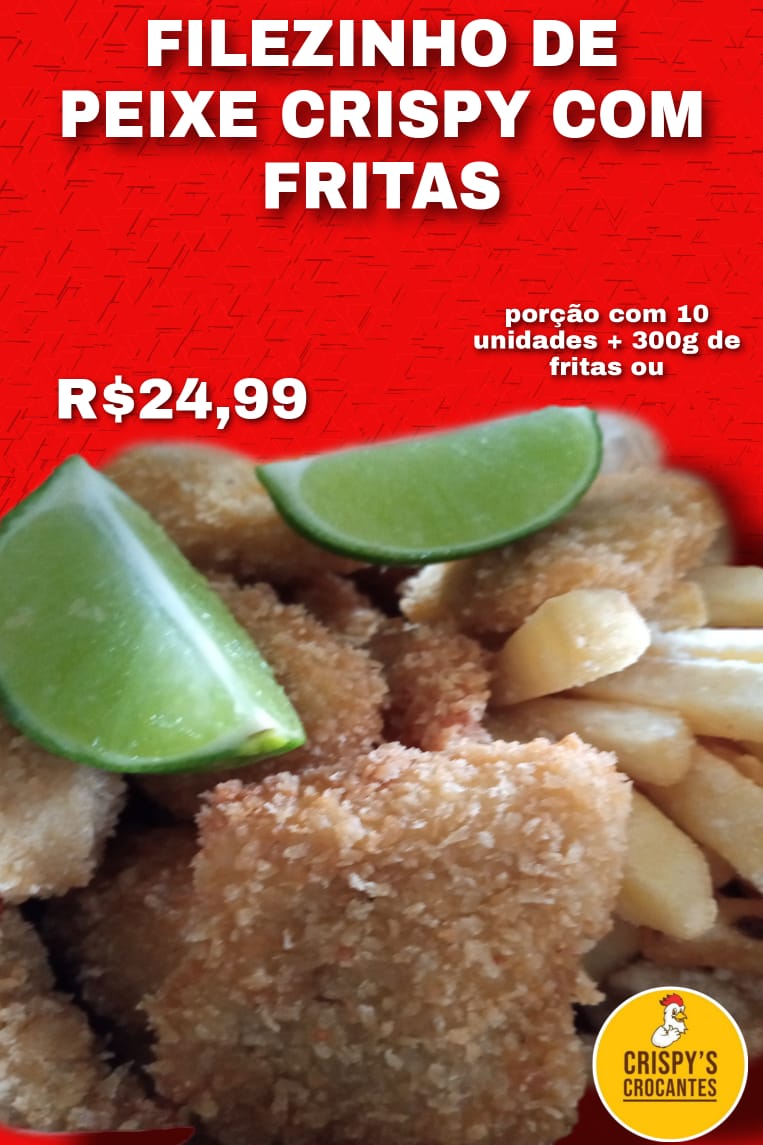 FILEZINHO DE
PEIXE CRISPY COM
FRITAS
porção com 10
unidades + 300g de
fritas ou
R$24,99
CRISPY'S
CROCANTES